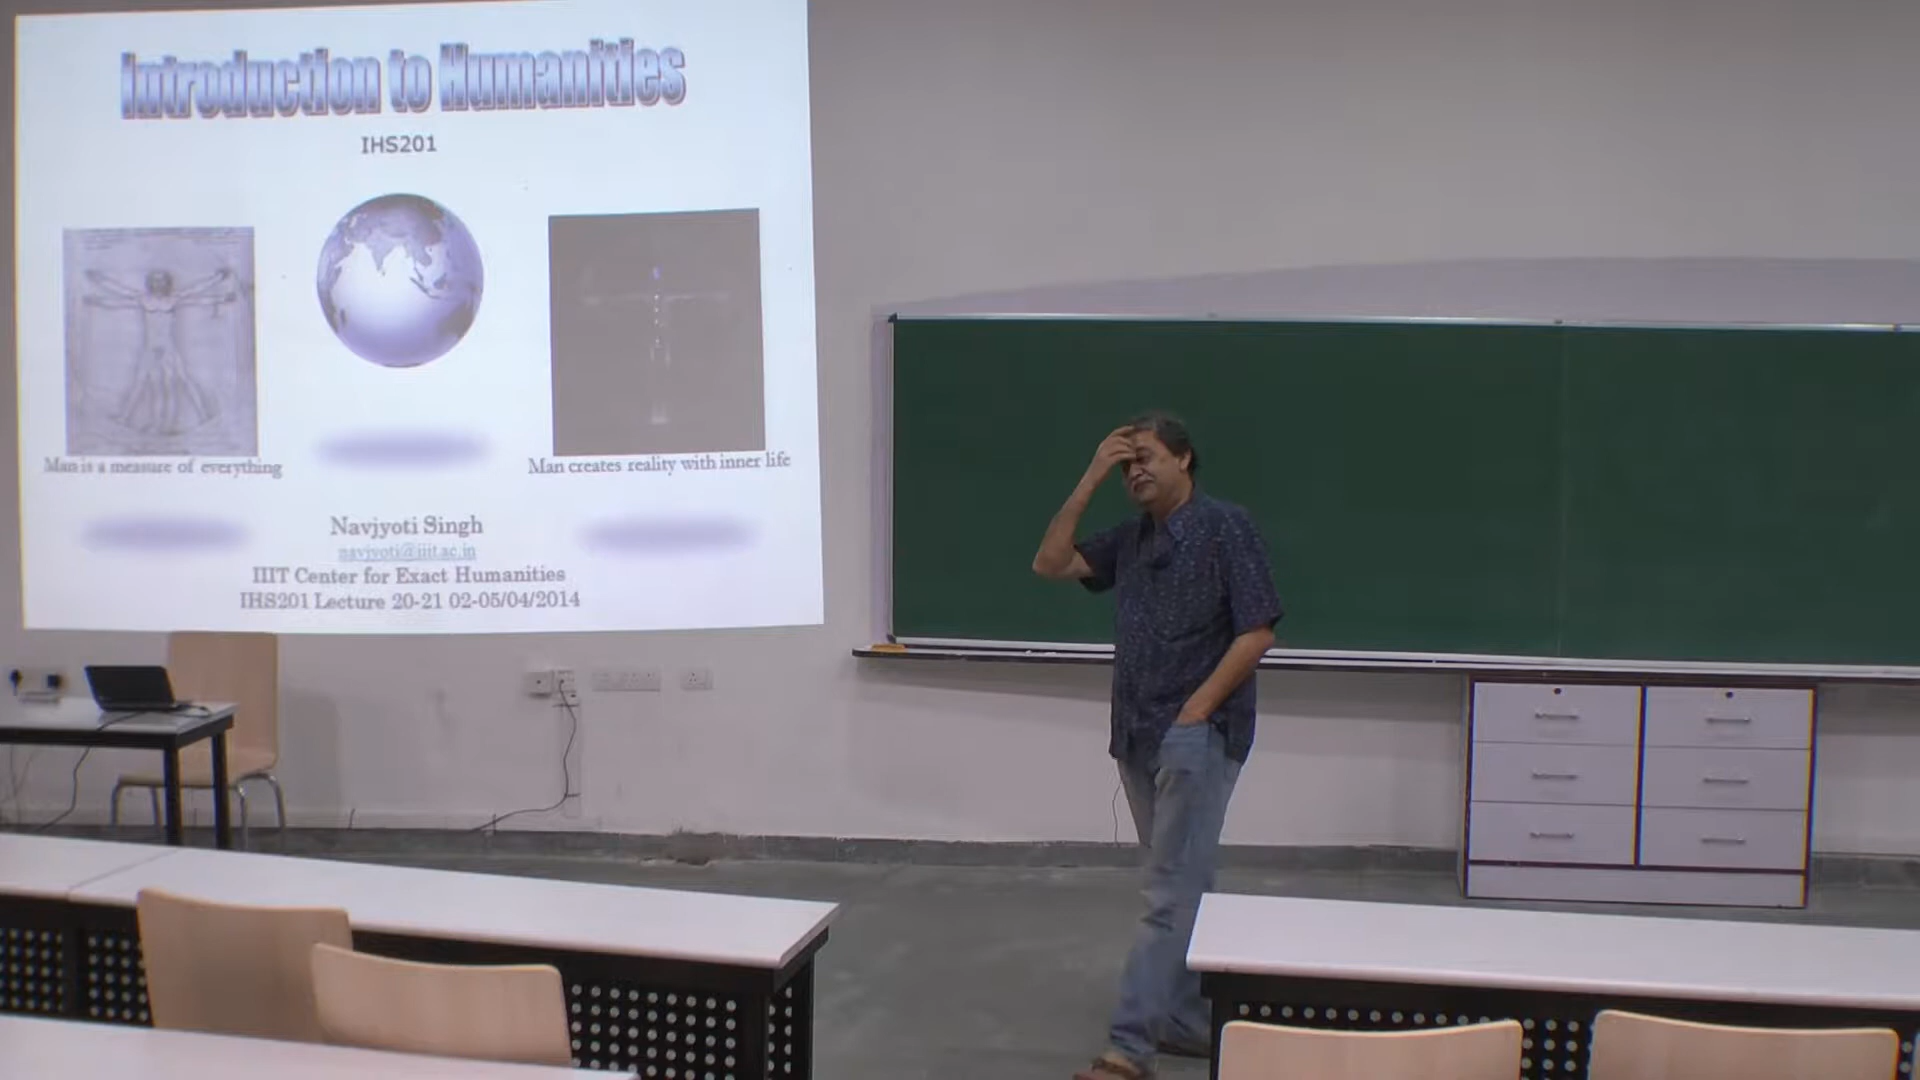 Introduction to Humanities
IHS201
Man is a measure of everything
Man creates reality with inner life
Navjyoti Singh
navjyoti@iiit.ac.in
IIIT Center for Exact Humanities
IHS201 Lecture 20-21 02-05/04/2014